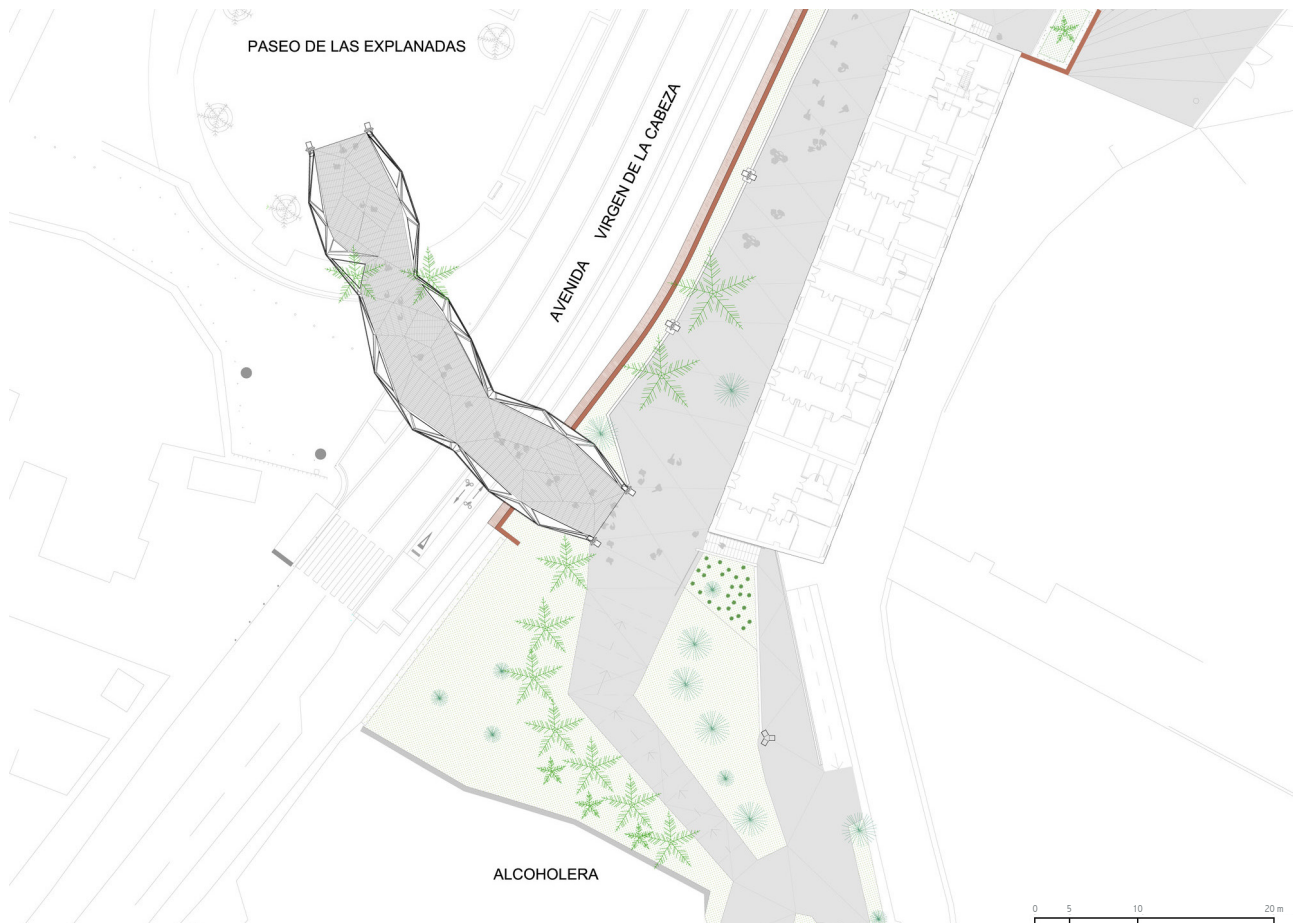 PASEO DE LAS EXPLANADAS
AVENIDA VIRGEN DE LA CABEZA
ALCOHOLERA
0 5 10 20 m